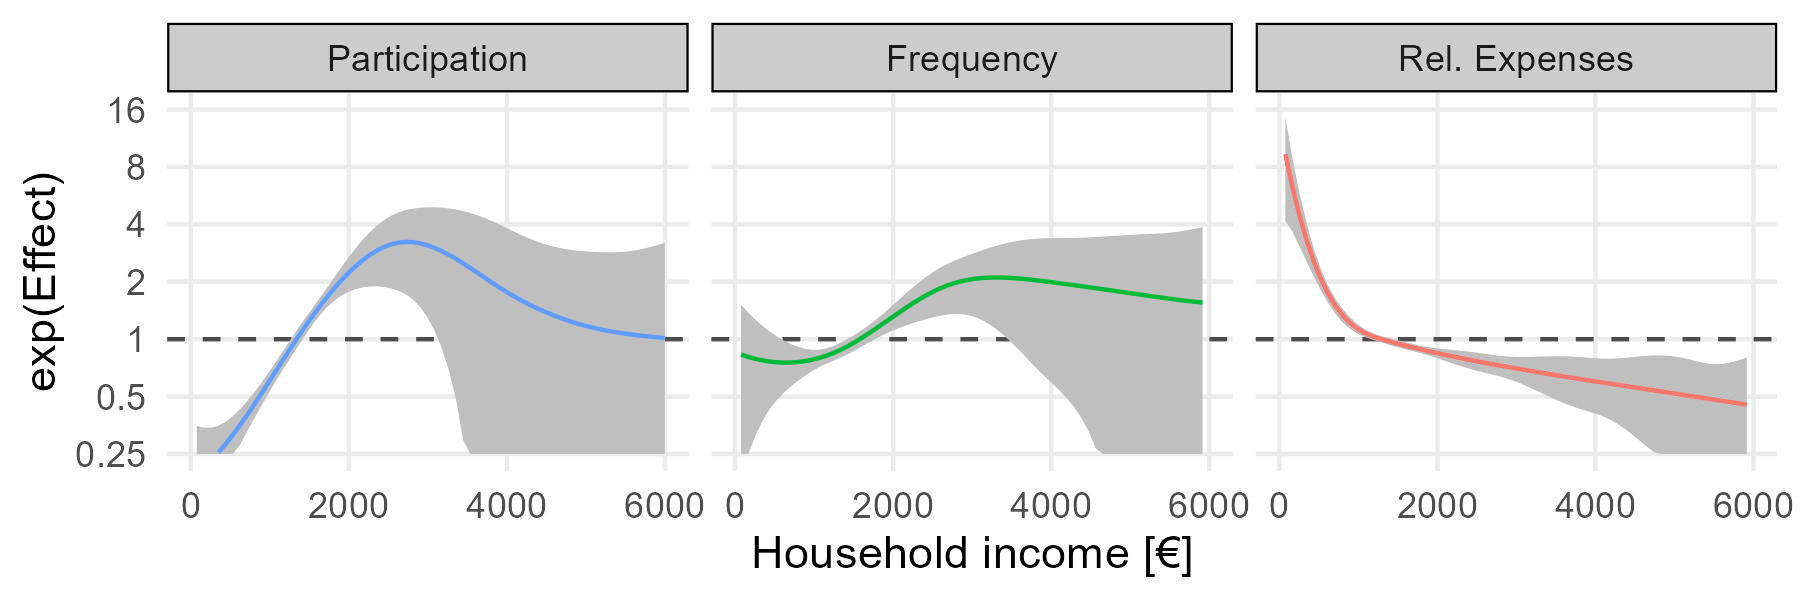 Participation
Frequency
Rel. Expenses
exp(Effect)
16
8
4
2
1
0.5
0.25
0 2000 4000 6000 0 2000 4000 6000 0 2000 4000 6000
Household income [€]